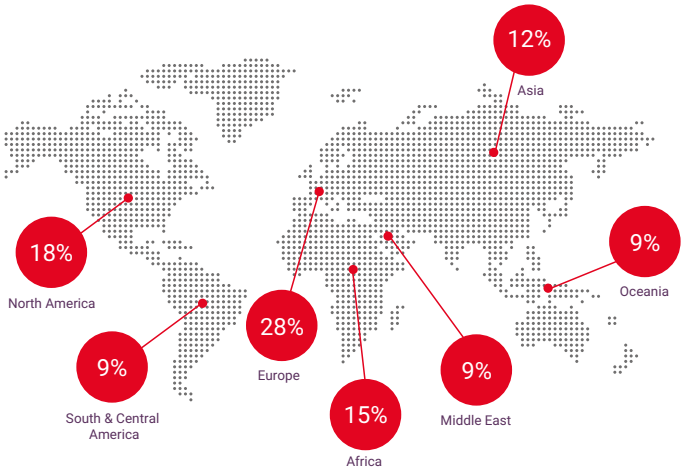 12%
Asia
18%
North America
9%
Oceania
28%
Europe
9%
South & Central
America
9%
Middle East
15%
Africa